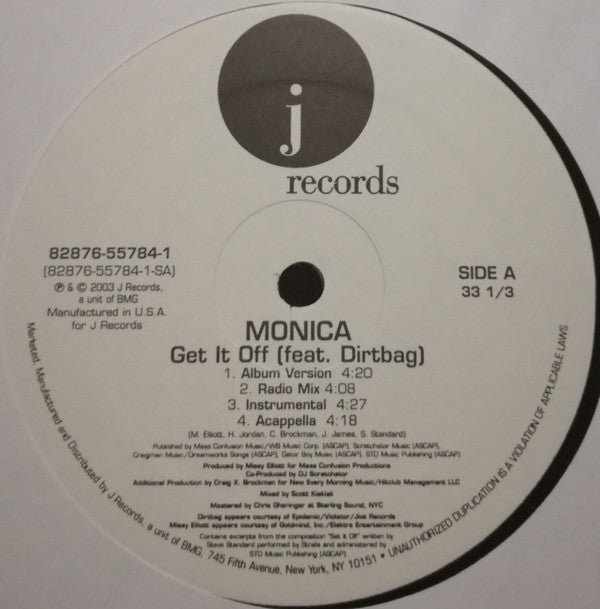 j
records
82876-55784-1
(82876-55784-1-SA)
℗ & © 2003 J Records,
a unit of BMG
Manufactured in U.S.A.
for J Records
SIDE A
33 1/3
MONICA
Get It Off (feat. Dirtbag)
1. Album Version 4:20
2. Radio Mix 4:08
3. Instrumental 4:27
4. Acappella 4:18
(M. Elliott, H. Jordan, C. Brockman, J. James, S. Standard)
Published by Mass Confusion Music/WB Music Corp. (ASCAP), Scratchator Music (ASCAP),
Craigman Music/Dreamworks Songs (ASCAP), Gator Boy Music (ASCAP), STD Music Publishing (ASCAP)
Produced by Missy Elliott for Mass Confusion Productions
Co-Produced by DJ Scratchator
Additional Production by Craig X. Brockman for New Every Morning Music/Hitclub Management LLC
Mixed by Scott Kieklak
Mastered by Chris Gheringer at Sterling Sound, NYC
Dirtbag appears courtesy of Epidemic/Violator/Jive Records
Missy Elliott appears courtesy of Goldmind, Inc./Elektra Entertainment Group
Contains excerpts from the composition "Set It Off" written by
Steve Standard performed by Strafe and administered by
STD Music Publishing (ASCAP)
Marketed, Manufactured and Distributed by J Records, a unit of BMG, 745 Fifth Avenue, New York, NY 10151 • UNAUTHORIZED DUPLICATION IS A VIOLATION OF APPLICABLE LAWS.